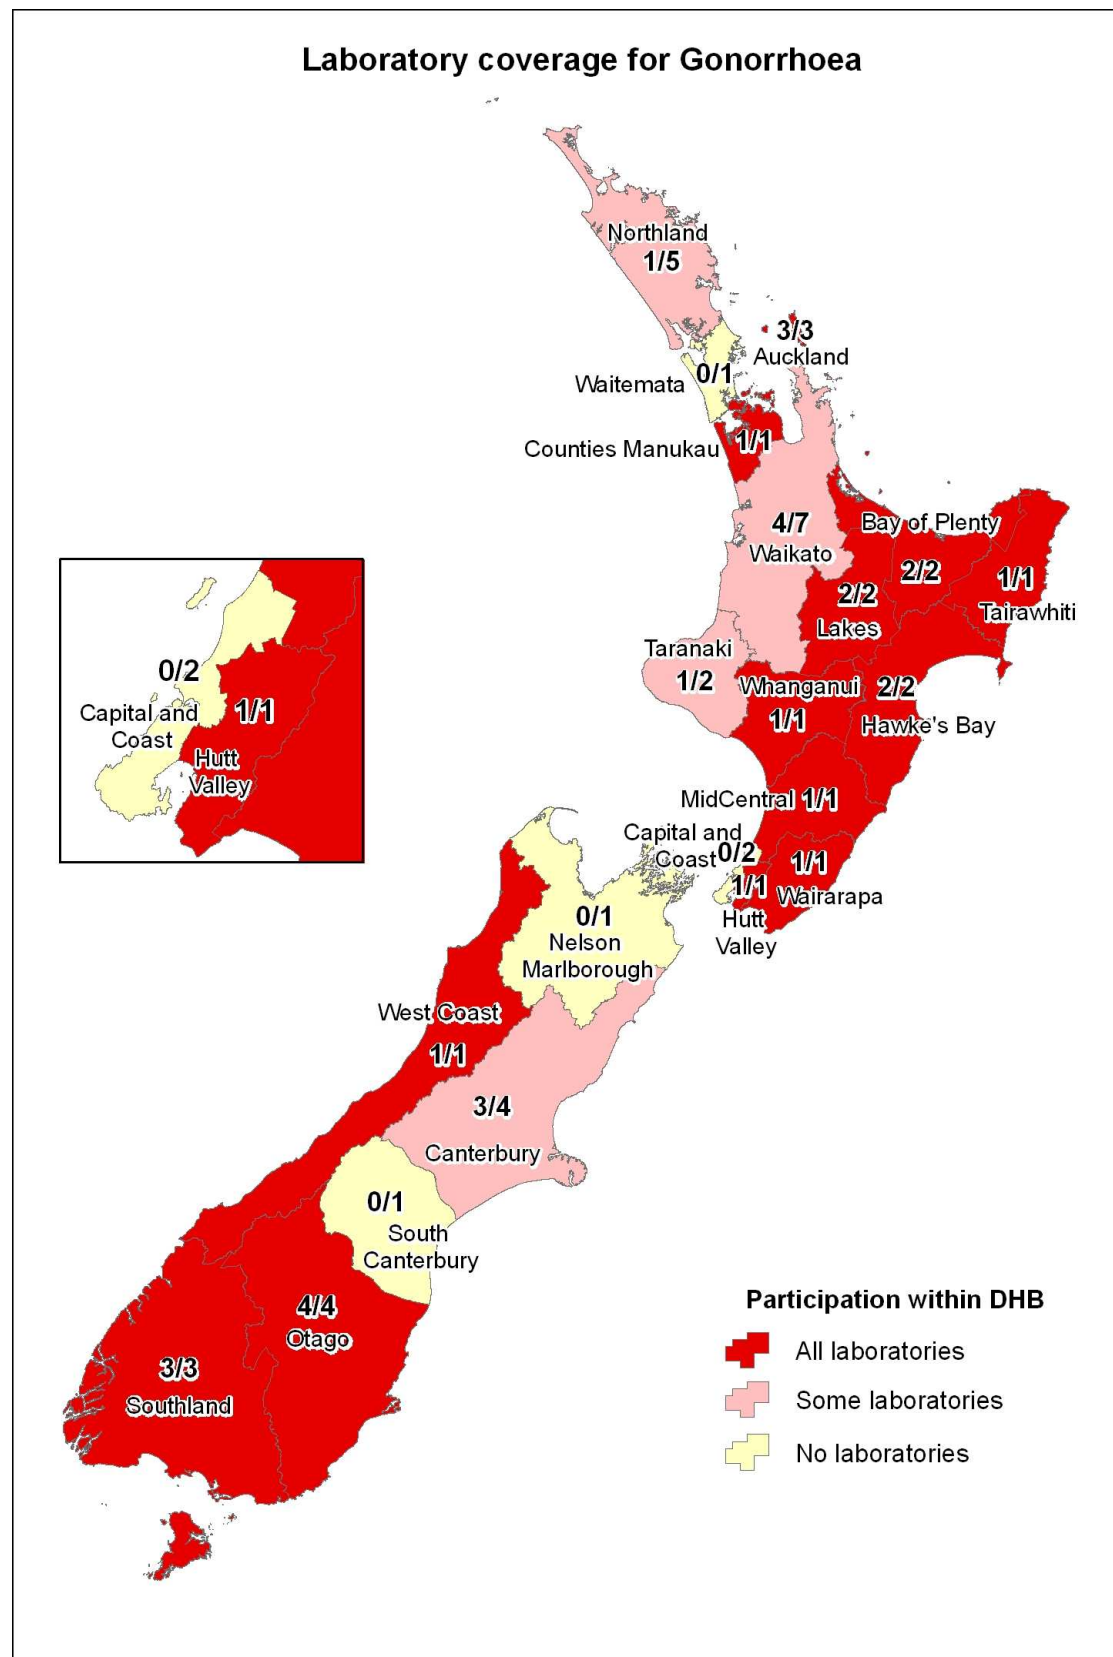 Laboratory coverage for Gonorrhoea
Northland
1/5
3/3
Auckland
0/1
Waitemata
1/1
Counties Manukau
4/7
Waikato
Bay of Plenty
2/2
1/1
Tairawhiti
2/2
Lakes
Taranaki
1/2
Whanganui
1/1
2/2
Hawke's Bay
0/2
Capital and
Coast
1/1
Hutt
Valley
MidCentral 1/1
Capital and
Coast
0/2
1/1
Wairarapa
1/1
Hutt
Valley
0/1
Nelson
Marlborough
West Coast
1/1
3/4
Canterbury
0/1
South
Canterbury
4/4
Otago
3/3
Southland
Participation within DHB
All laboratories
Some laboratories
No laboratories